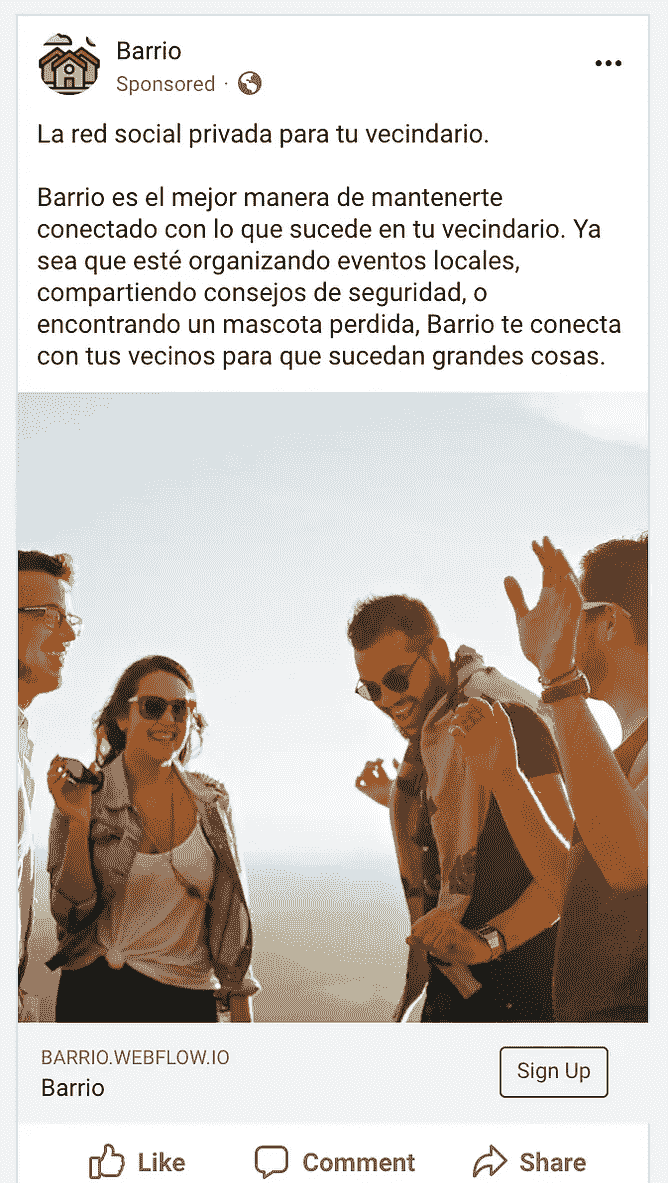 Barrio
Sponsored ·
La red social privada para tu vecindario.
Barrio es el mejor manera de mantenerte
conectado con lo que sucede en tu vecindario. Ya
sea que esté organizando eventos locales,
compartiendo consejos de seguridad, o
encontrando un mascota perdida, Barrio te conecta
con tus vecinos para que sucedan grandes cosas.
BARRIO.WEBFLOW.IO
Barrio
Sign Up
Like
Comment
Share